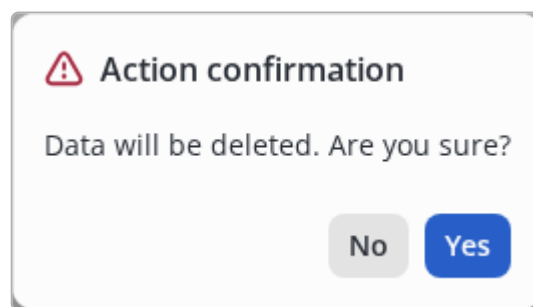 Action confirmation
Data will be deleted. Are you sure?
No
Yes